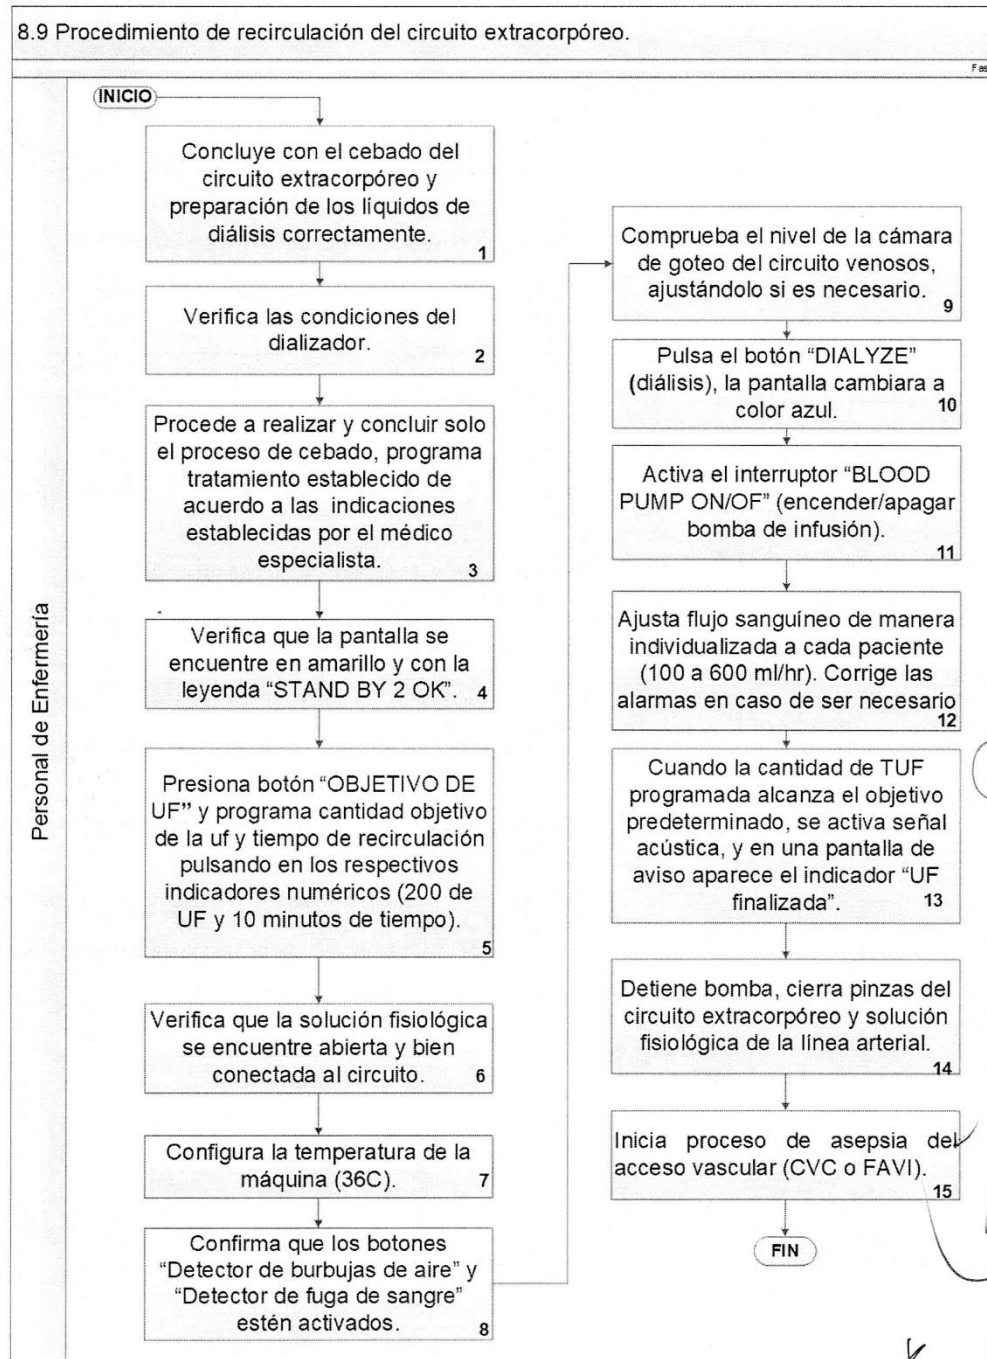 8.9 Procedimiento de recirculación del circuito extracorpóreo.
Fas
Personal de Enfermería
INICIO
Concluye con el cebado del
circuito extracorpóreo y
preparación de los líquidos de
diálisis correctamente.
1
Verifica las condiciones del
dializador.
2
Procede a realizar y concluir solo
el proceso de cebado, programa
tratamiento establecido de
acuerdo a las indicaciones
establecidas por el médico
especialista.
3
Verifica que la pantalla se
encuentre en amarillo y con la
leyenda “STAND BY 2 OK”.
4
Presiona botón “OBJETIVO DE
UF” y programa cantidad objetivo
de la uf y tiempo de recirculación
pulsando en los respectivos
indicadores numéricos (200 de
UF y 10 minutos de tiempo).
5
Verifica que la solución fisiológica
se encuentre abierta y bien
conectada al circuito.
6
Configura la temperatura de la
máquina (36C).
7
Confirma que los botones
“Detector de burbujas de aire” y
“Detector de fuga de sangre”
estén activados.
8
Comprueba el nivel de la cámara
de goteo del circuito venosos,
ajustándolo si es necesario.
9
Pulsa el botón “DIALYZE”
(diálisis), la pantalla cambiara a
color azul.
10
Activa el interruptor “BLOOD
PUMP ON/OF” (encender/apagar
bomba de infusión).
11
Ajusta flujo sanguíneo de manera
individualizada a cada paciente
(100 a 600 ml/hr). Corrige las
alarmas en caso de ser necesario
12
Cuando la cantidad de TUF
programada alcanza el objetivo
predeterminado, se activa señal
acústica, y en una pantalla de
aviso aparece el indicador “UF
finalizada”.
13
Detiene bomba, cierra pinzas del
circuito extracorpóreo y solución
fisiológica de la línea arterial.
14
Inicia proceso de asepsia del
acceso vascular (CVC o FAVI).
15
FIN